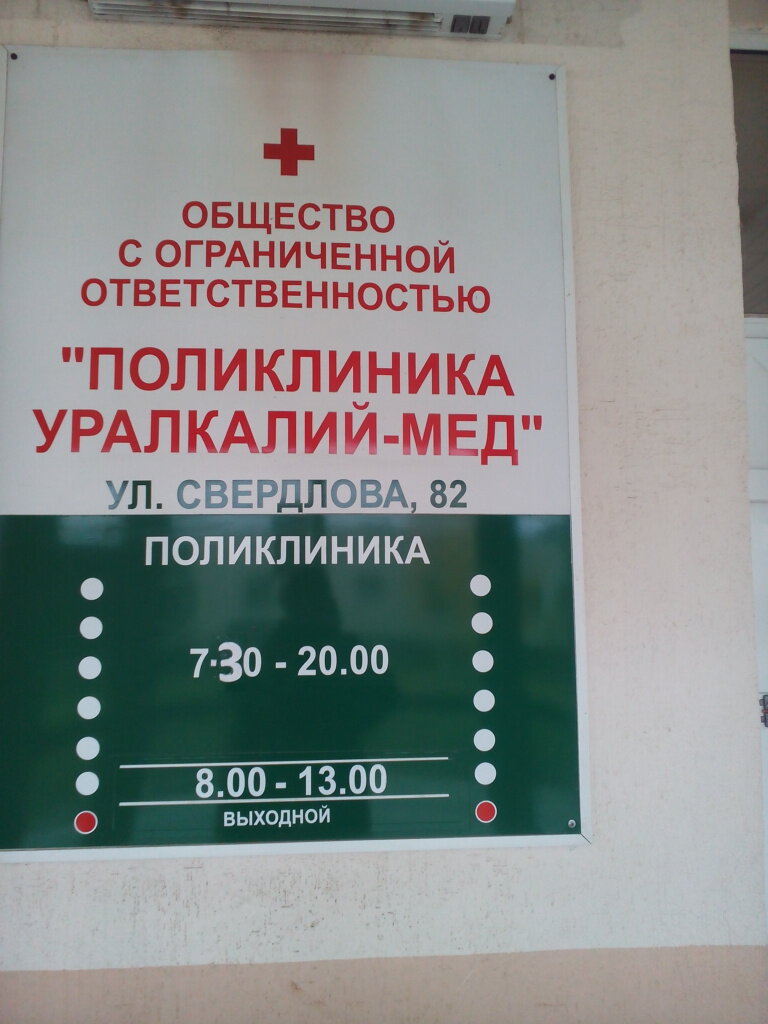 ОБЩЕСТВО
С ОГРАНИЧЕННОЙ
ОТВЕТСТВЕННОСТЬЮ
"ПОЛИКЛИНИКА
УРАЛКАЛИЙ-МЕД"
УЛ. СВЕРДЛОВА, 82
ПОЛИКЛИНИКА
7·30 - 20.00
8.00 - 13.00
ВЫХОДНОЙ